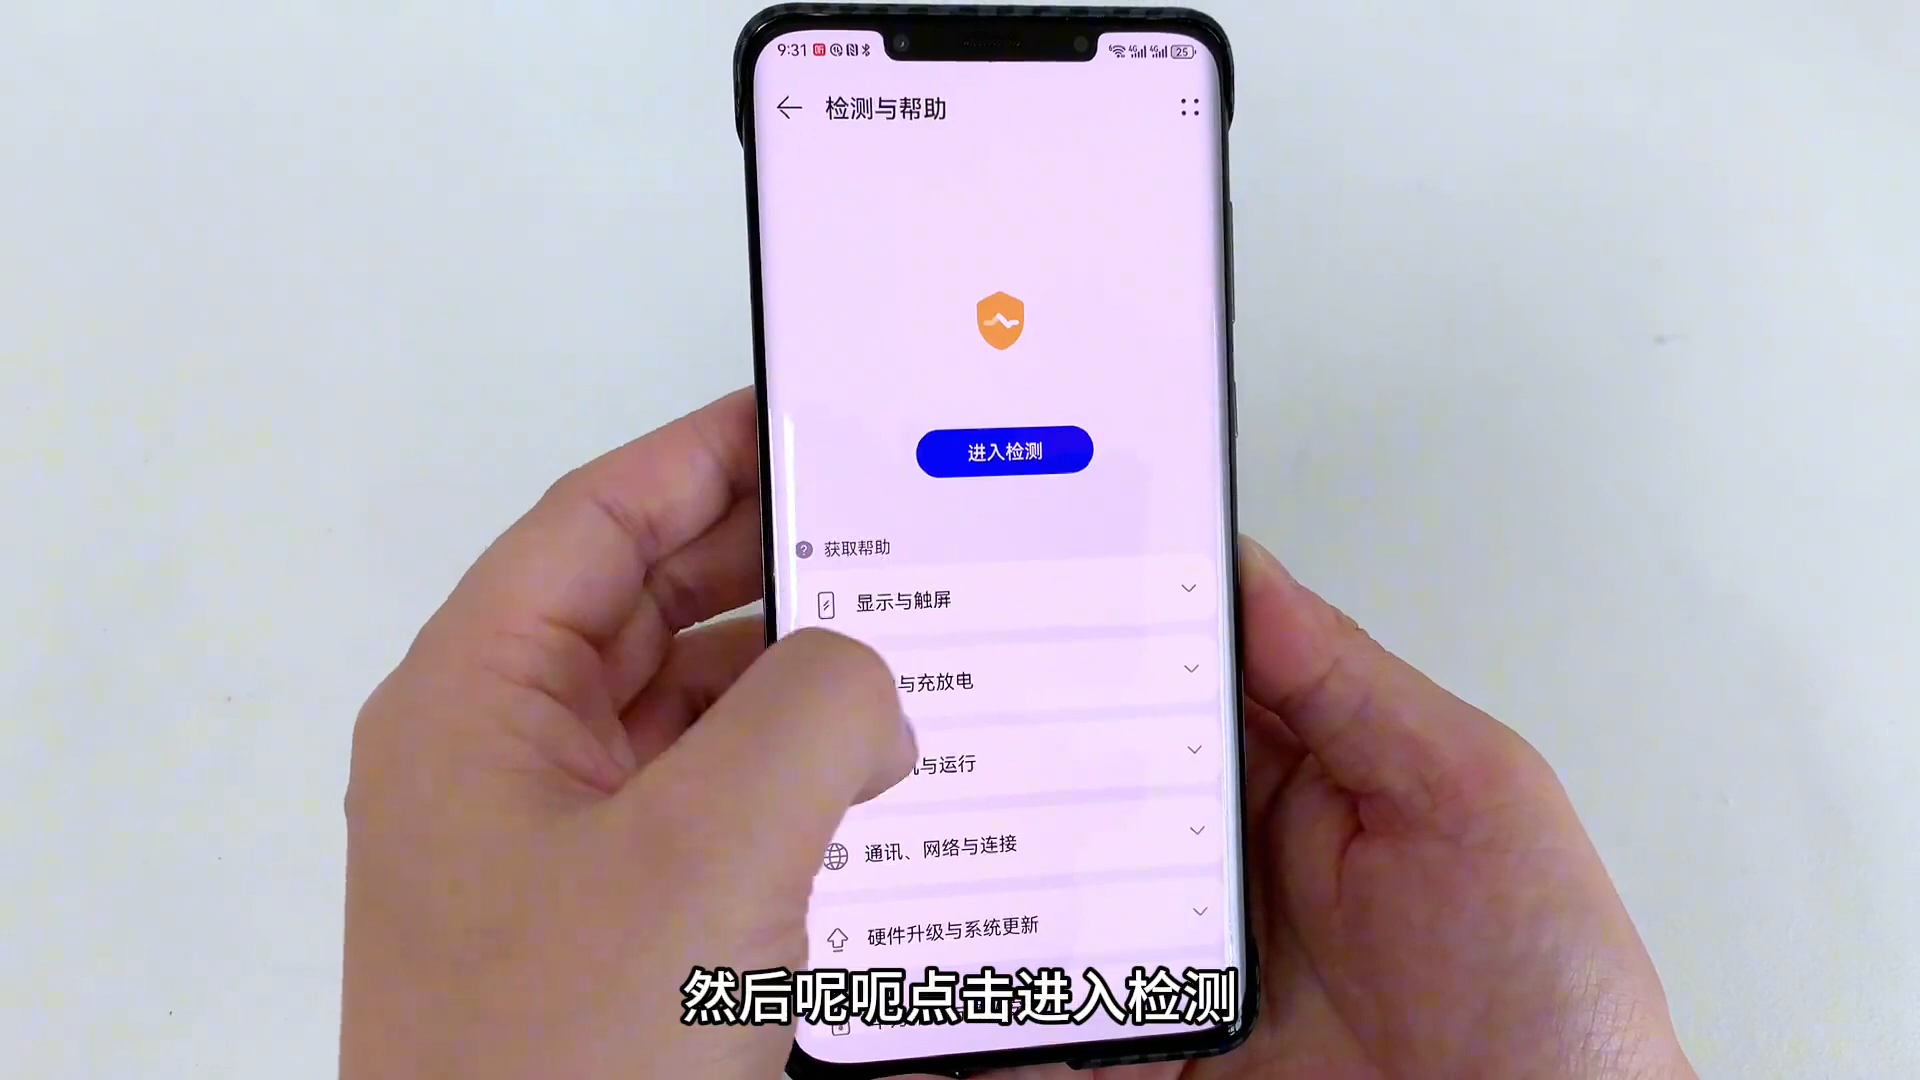 9:31
25
检测与帮助
进入检测
获取帮助
显示与触屏
与充放电
与运行
通讯、网络与连接
硬件升级与系统更新
然后呢呃点击进入检测